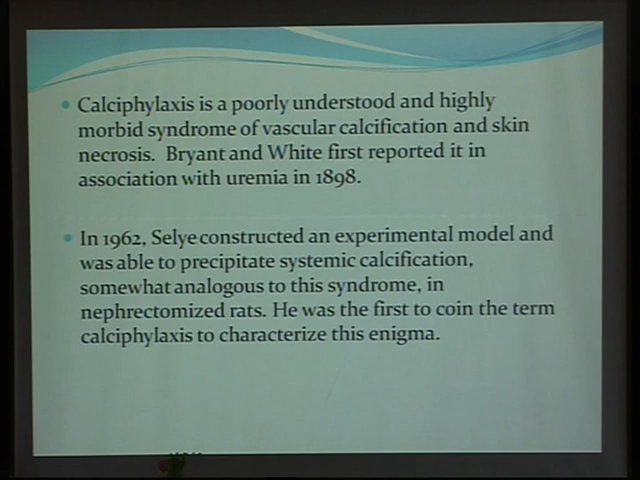 • Calciphylaxis is a poorly understood and highly
morbid syndrome of vascular calcification and skin
necrosis.  Bryant and White first reported it in
association with uremia in 1898.
• In 1962, Selye constructed an experimental model and
was able to precipitate systemic calcification,
somewhat analogous to this syndrome, in
nephrectomized rats. He was the first to coin the term
calciphylaxis to characterize this enigma.